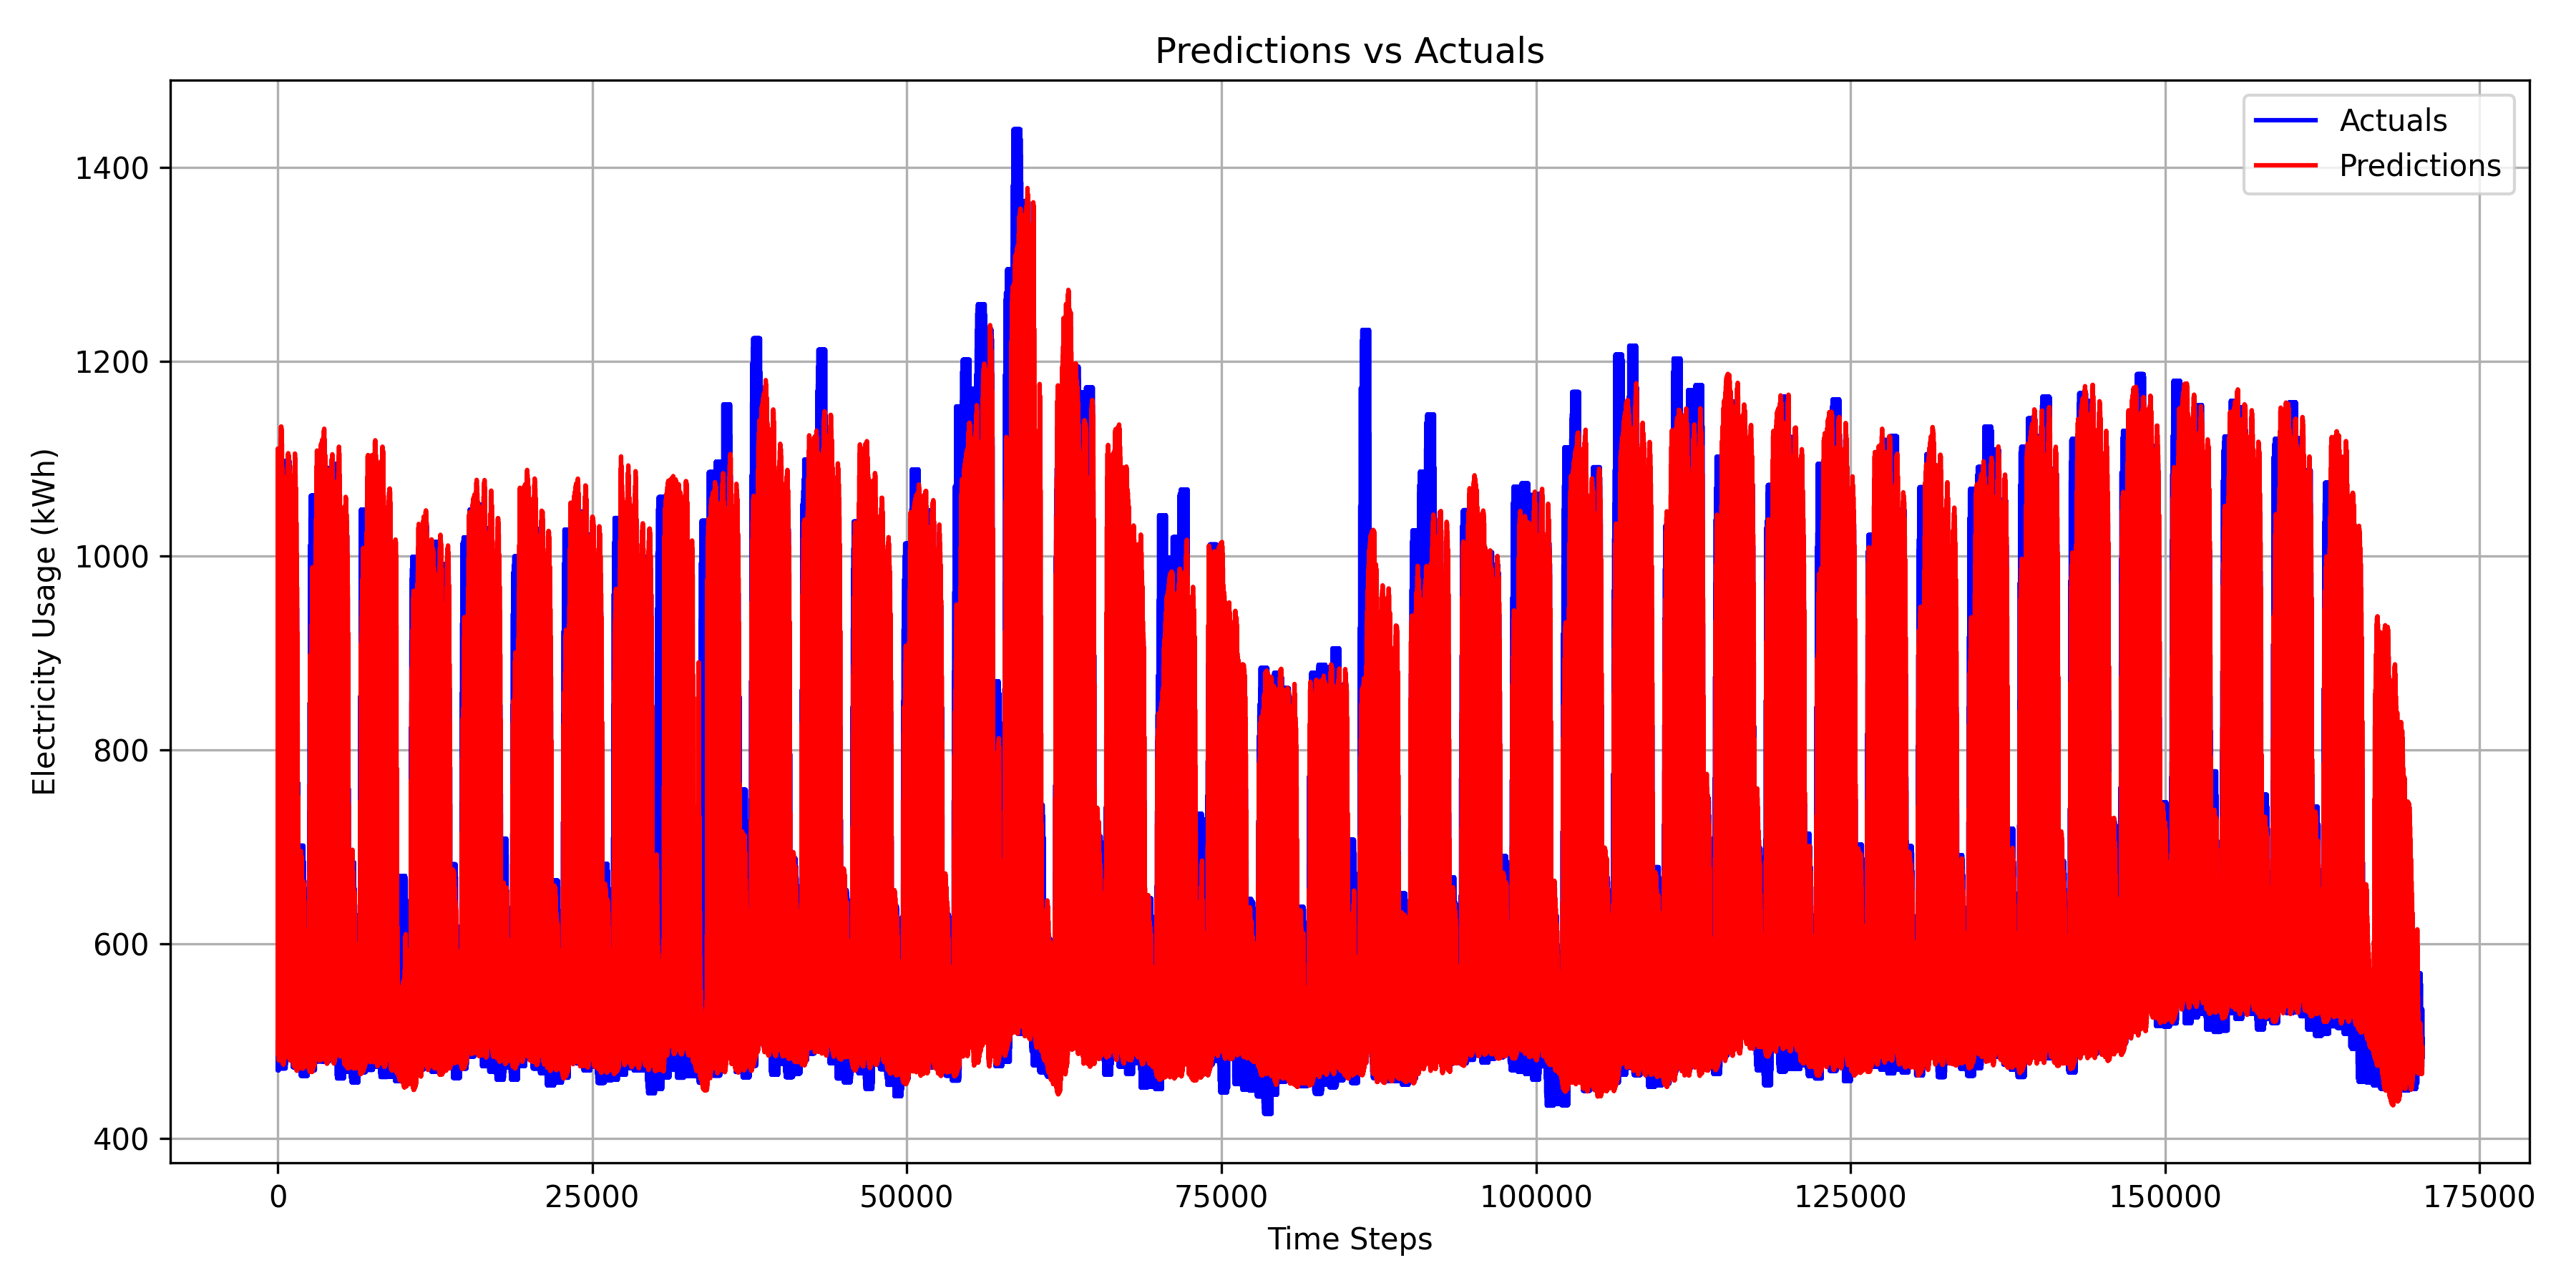 Predictions vs Actuals
Actuals
Predictions
Electricity Usage (kWh)
1400
1200
1000
800
600
400
0 25000 50000 75000 100000 125000 150000 175000
Time Steps